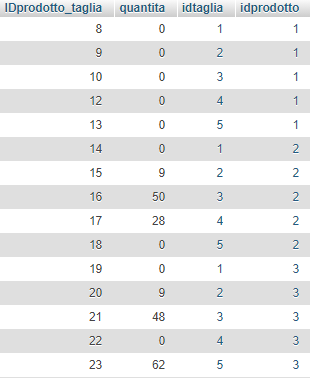 IDprodotto_taglia quantita idtaglia idprodotto
8 0 1 1
9 0 2 1
10 0 3 1
12 0 4 1
13 0 5 1
14 0 1 2
15 9 2 2
16 50 3 2
17 28 4 2
18 0 5 2
19 0 1 3
20 9 2 3
21 48 3 3
22 0 4 3
23 62 5 3